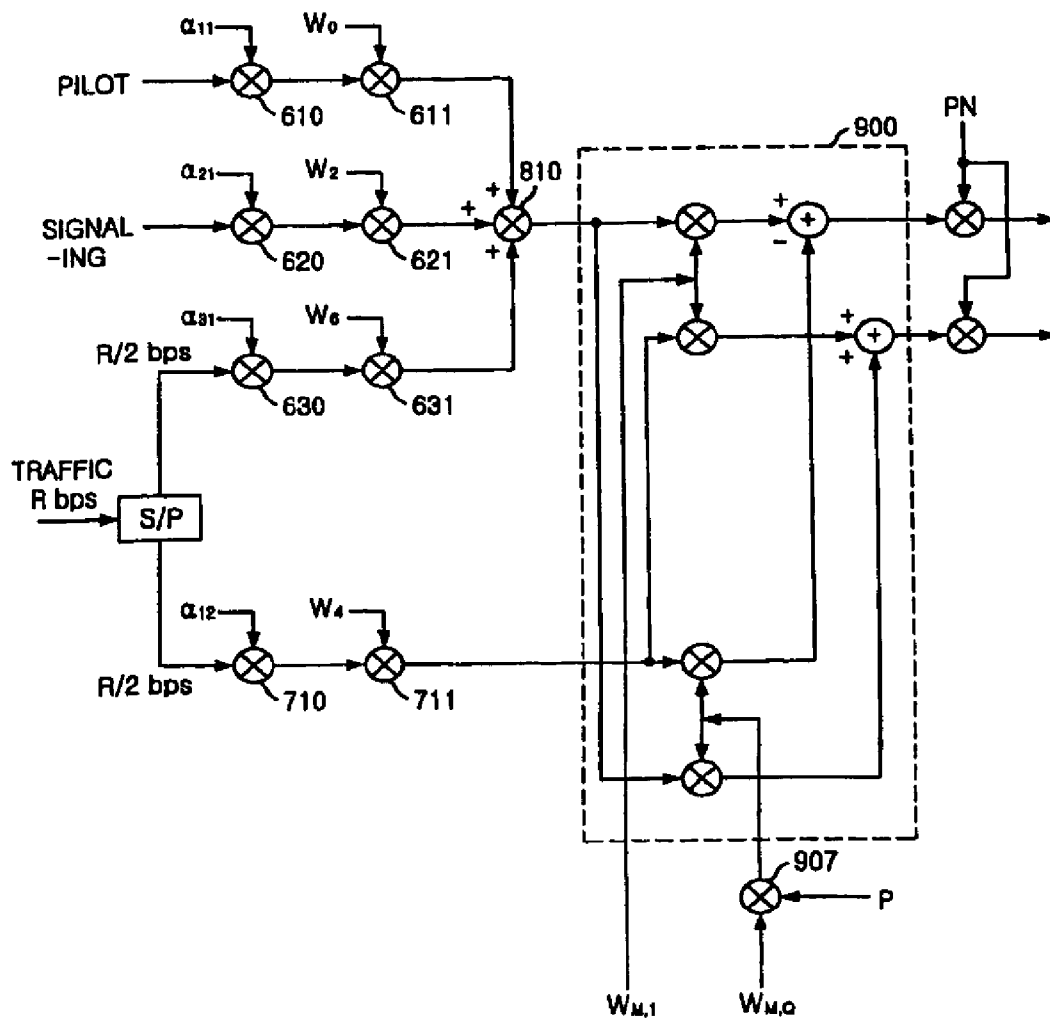 α11
W0
PILOT
610
611
900
PN
α21
W2
+
+
810
+
-
SIGNAL
-ING
620
621
+
α31
W6
+
+
R/2 bps
630
631
TRAFFIC
R bps
S/P
α12
W4
R/2 bps
710
711
907
P
WM,1
WM,Q